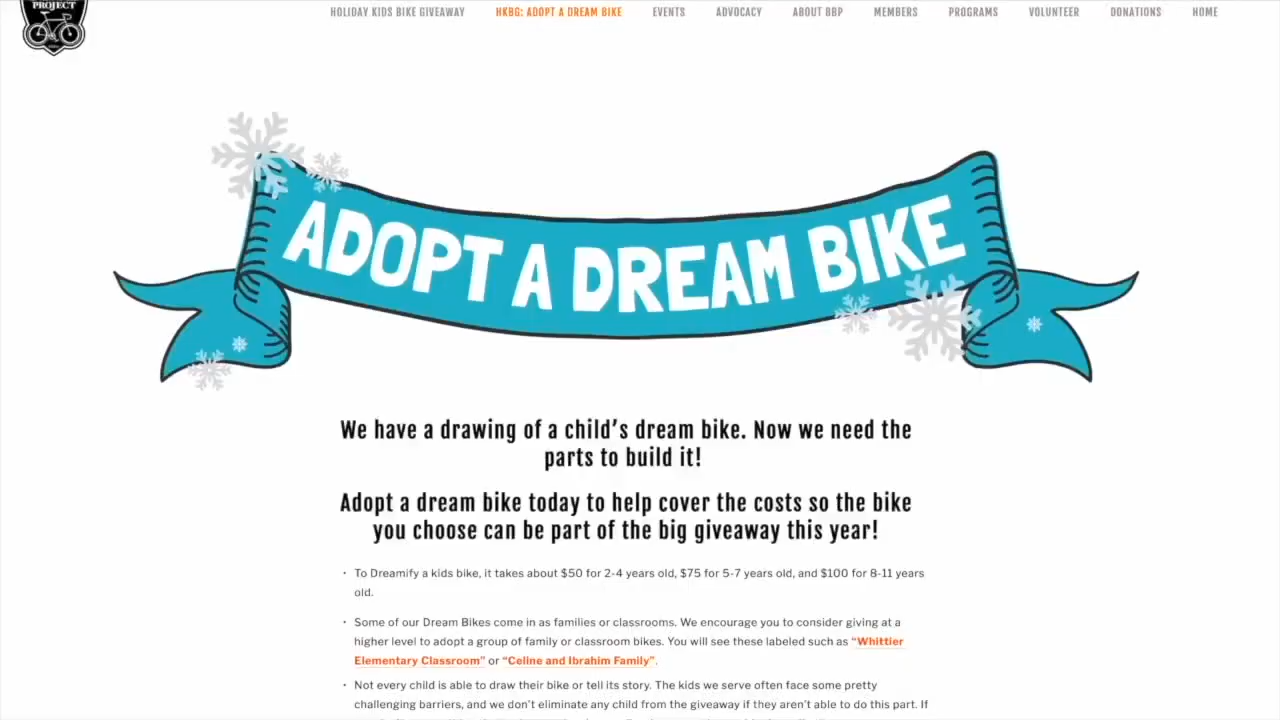 PROJECT
HOLIDAY KIDS BIKE GIVEAWAY HKBG: ADOPT A DREAM BIKE EVENTS ADVOCACY ABOUT BBP MEMBERS PROGRAMS VOLUNTEER DONATIONS HOME
ADOPT A DREAM BIKE
We have a drawing of a child’s dream bike. Now we need the
parts to build it!
Adopt a dream bike today to help cover the costs so the bike
you choose can be part of the big giveaway this year!
• To Dreamify a kids bike, it takes about $50 for 2-4 years old, $75 for 5-7 years old, and $100 for 8-11 years
old.
• Some of our Dream Bikes come in as families or classrooms. We encourage you to consider giving at a
higher level to adopt a group of family or classroom bikes. You will see these labeled such as “Whittier
Elementary Classroom” or “Celine and Ibrahim Family”.
• Not every child is able to draw their bike or tell its story. The kids we serve often face some pretty
challenging barriers, and we don’t eliminate any child from the giveaway if they aren’t able to do this part. If